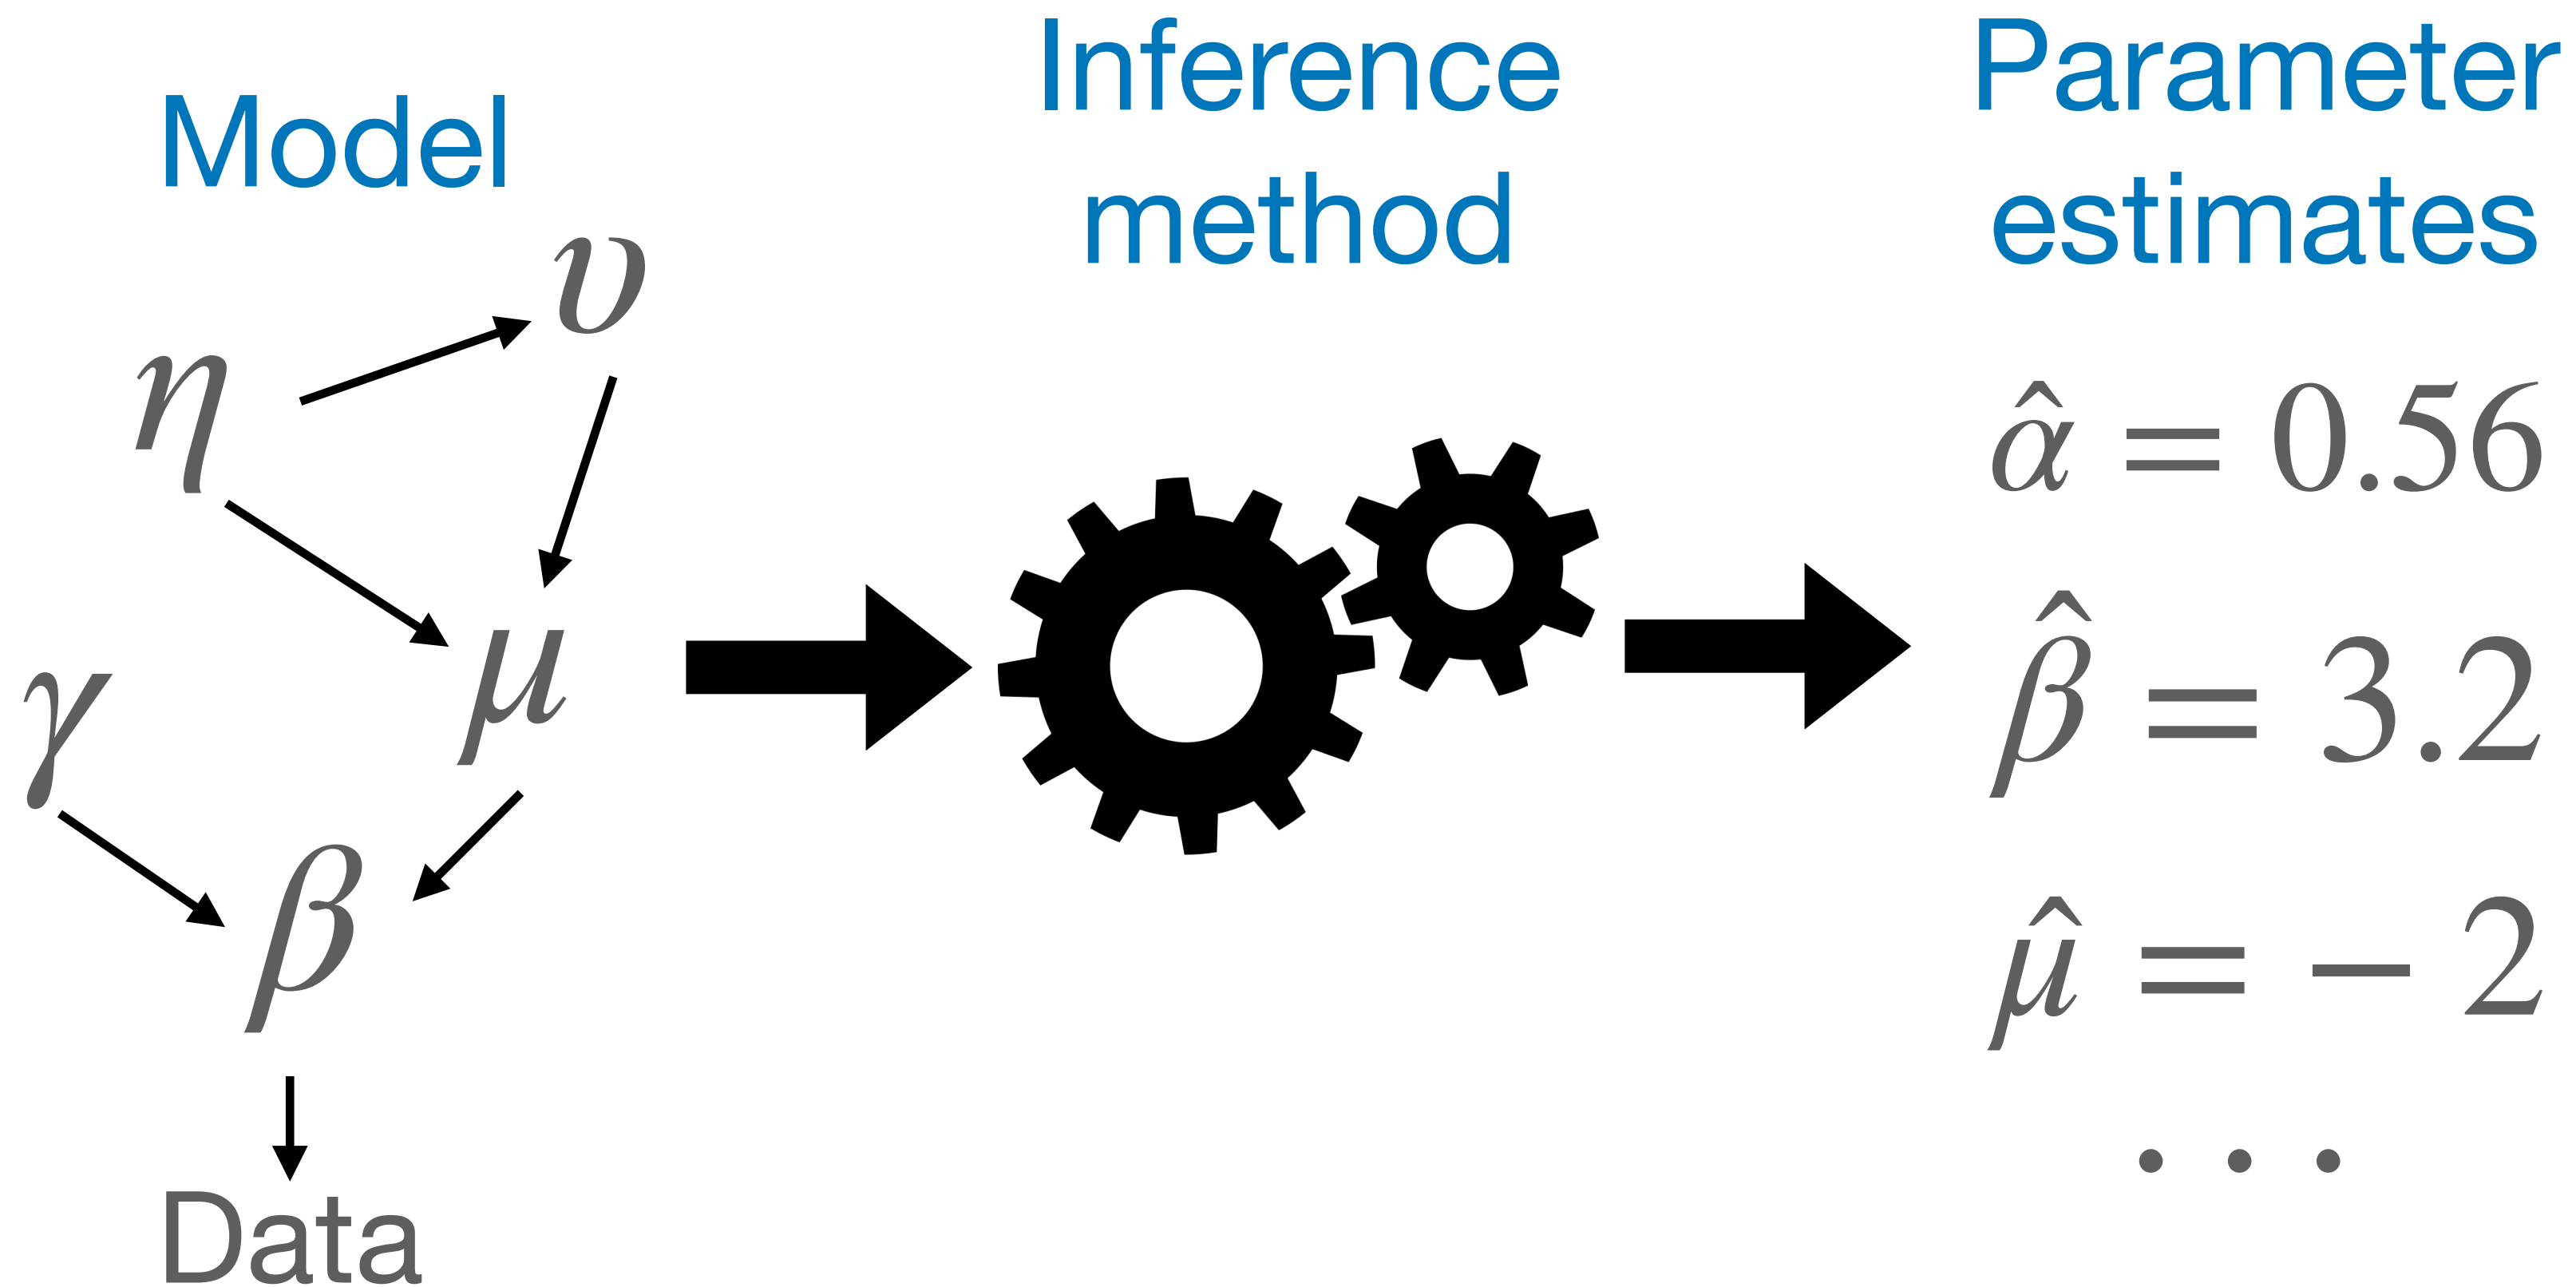 Model
υ
η
μ
γ
β
Data
Inference
method
Parameter
estimates
α̂ = 0.56
β̂ = 3.2
μ̂ = − 2
. . .